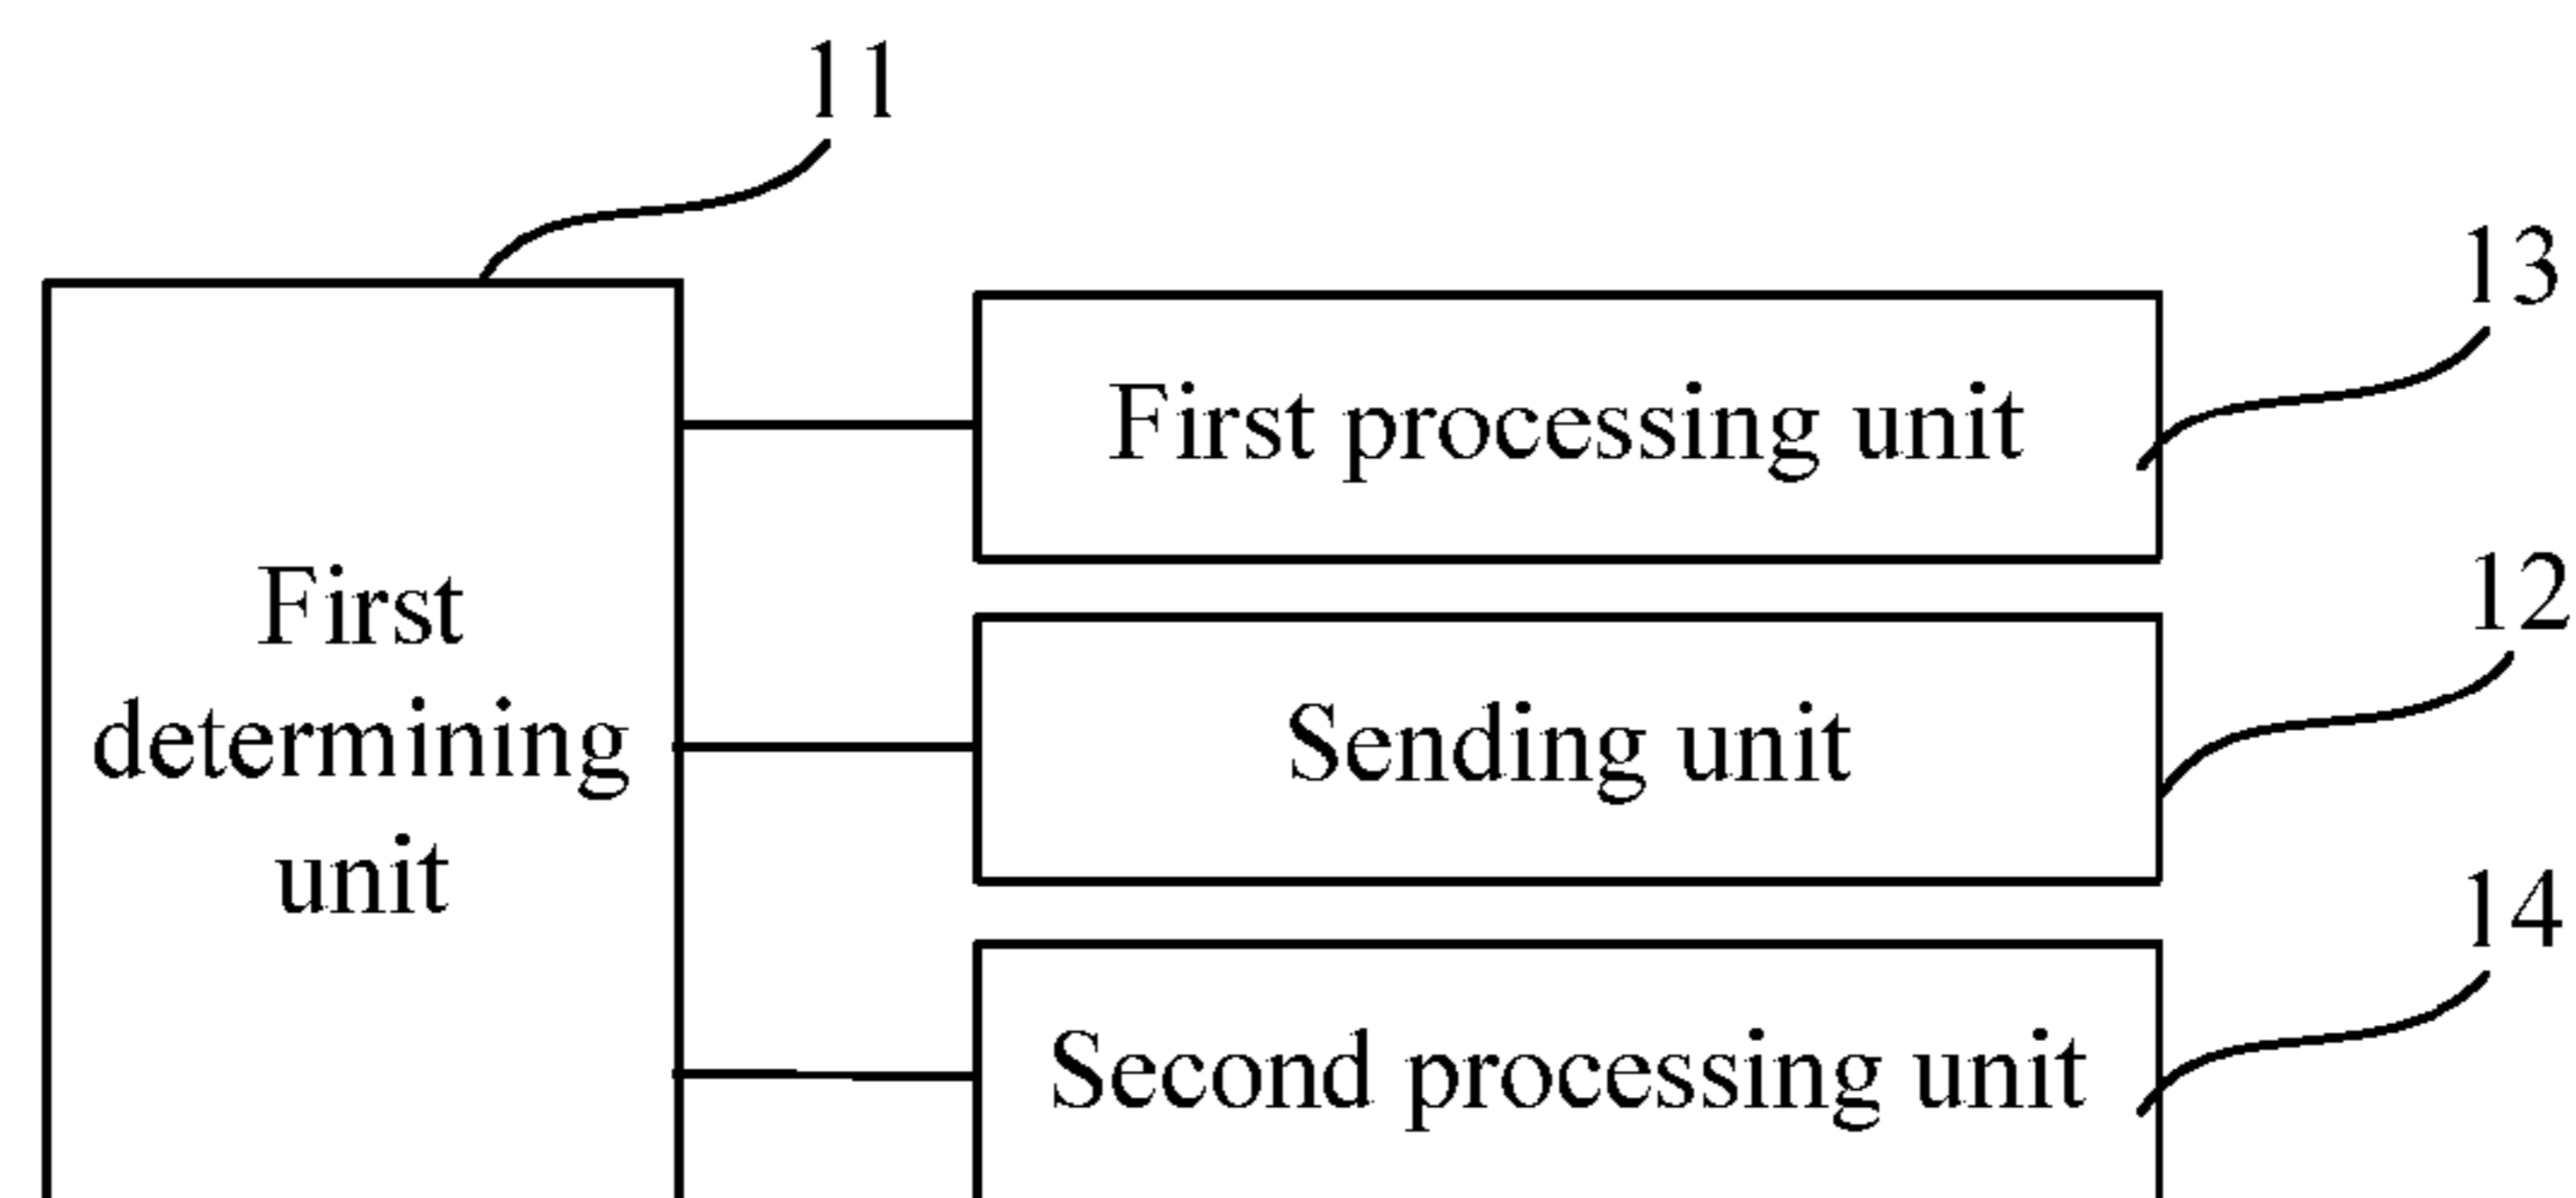 11
13
First processing unit
First
determining
unit
12
Sending unit
14
Second processing unit